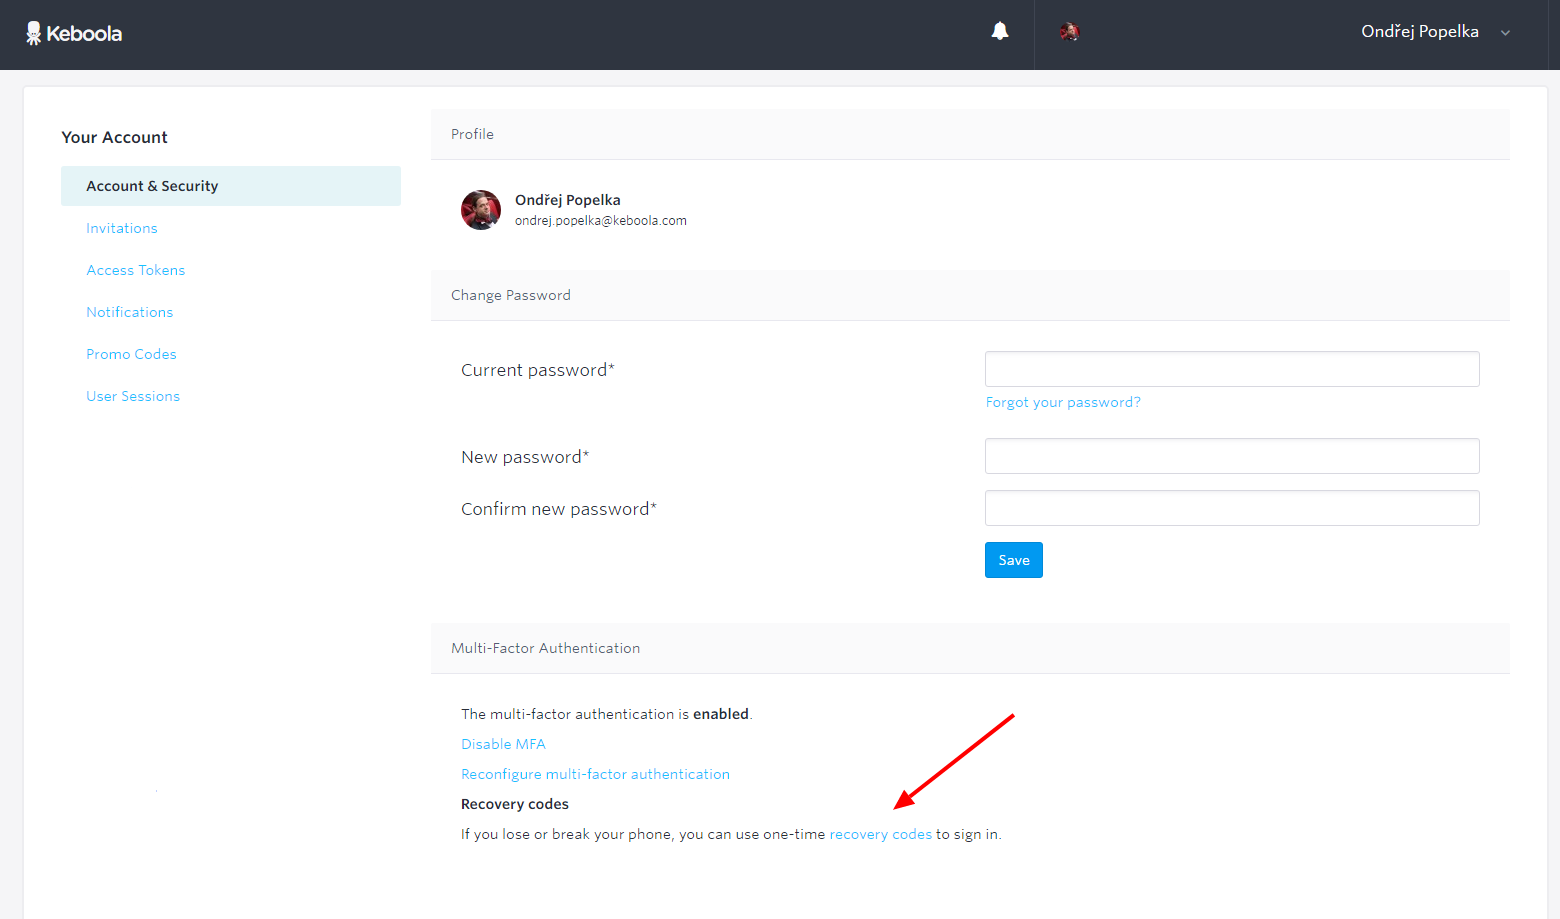 Keboola
Ondřej Popelka
Your Account
Account & Security
Invitations
Access Tokens
Notifications
Promo Codes
User Sessions
Profile
Ondřej Popelka
ondrej.popelka@keboola.com
Change Password
Current password*
Forgot your password?
New password*
Confirm new password*
Save
Multi-Factor Authentication
The multi-factor authentication is enabled.
Disable MFA
Reconfigure multi-factor authentication
Recovery codes
If you lose or break your phone, you can use one-time recovery codes to sign in.